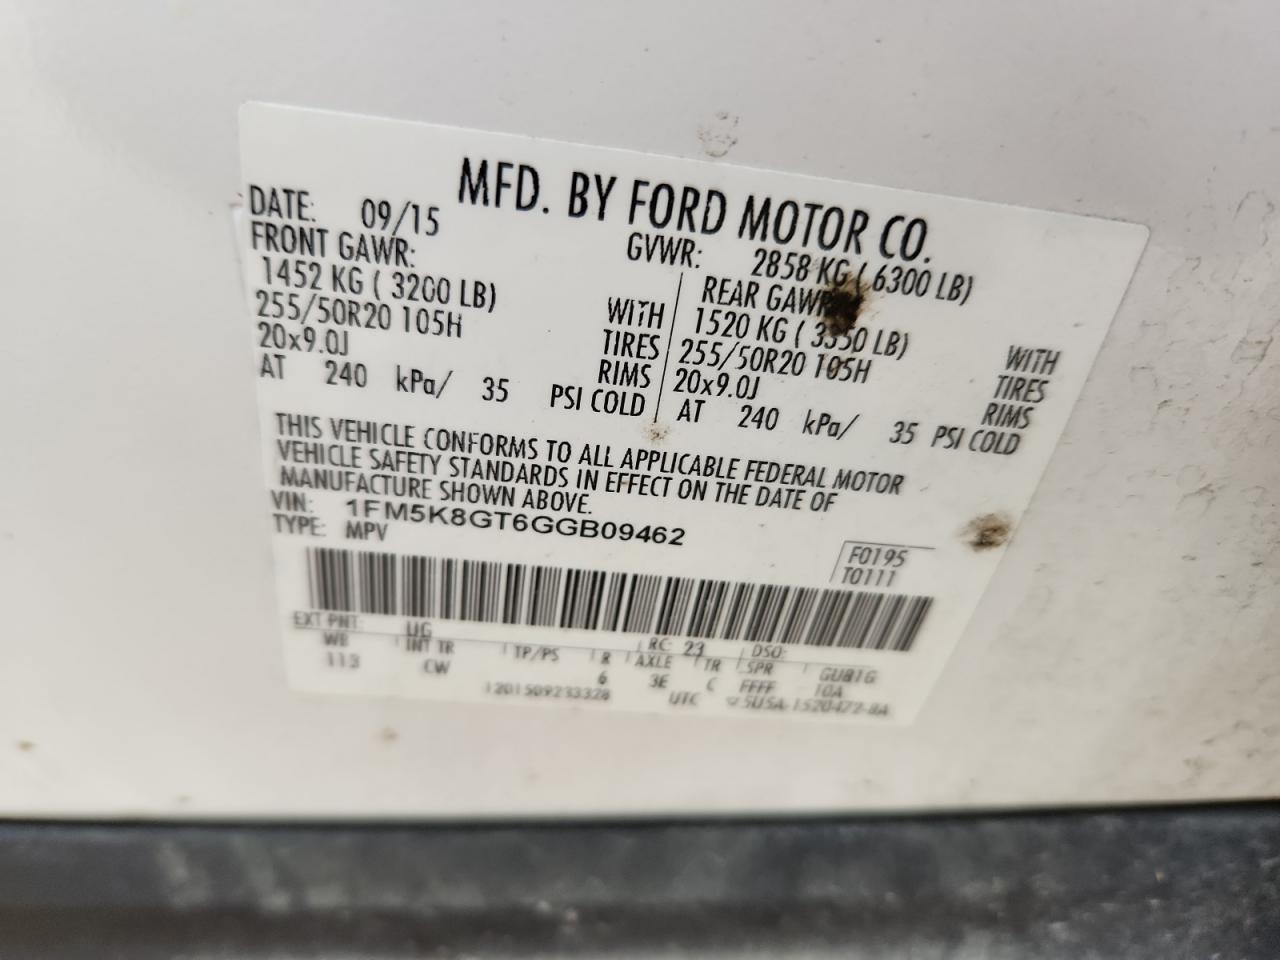 MFD. BY FORD MOTOR CO.
DATE: 09/15 GVWR: 2858 KG ( 6300 LB)
FRONT GAWR: REAR GAWR
1452 KG ( 3200 LB) WITH 1520 KG ( 3350 LB) WITH
255/50R20 105H TIRES 255/50R20 105H TIRES
20x9.0J RIMS 20x9.0J RIMS
AT 240 kPa/ 35 PSI COLD AT 240 kPa/ 35 PSI COLD
THIS VEHICLE CONFORMS TO ALL APPLICABLE FEDERAL MOTOR
VEHICLE SAFETY STANDARDS IN EFFECT ON THE DATE OF
MANUFACTURE SHOWN ABOVE.
VIN: 1FM5K8GT6GGB09462
TYPE: MPV
F0195
T0111
EXT PNT: UG RC: 23 DSO:
WB INT TR TP/PS R AXLE TR SPR GU81G
113 CW 6 3E C FFFF 10A
1201509233328 UTC